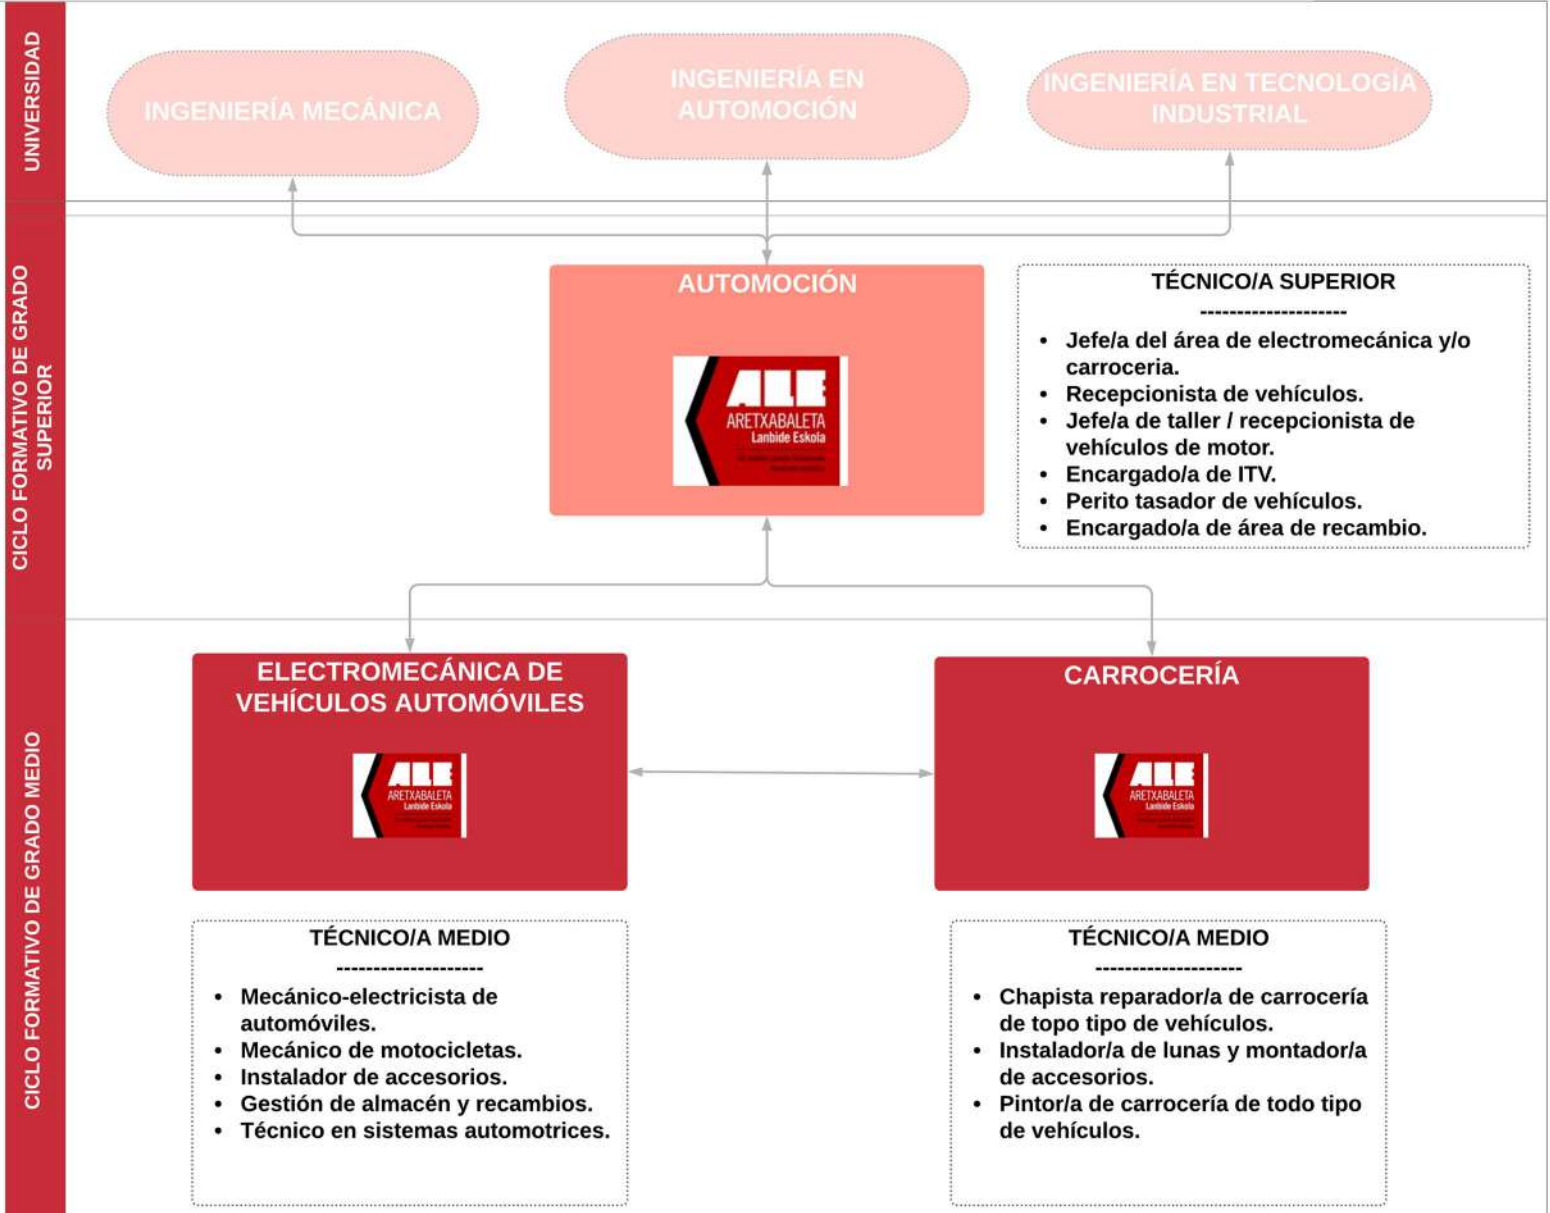 UNIVERSIDAD
INGENIERÍA MECÁNICA
INGENIERÍA EN
AUTOMOCIÓN
INGENIERÍA EN TECNOLOGÍA
INDUSTRIAL
CICLO FORMATIVO DE GRADO
SUPERIOR
AUTOMOCIÓN
ALE
ARETXABALETA
Lanbide Eskola
TÉCNICO/A SUPERIOR
--------------------
• Jefe/a del área de electromecánica y/o
carroceria.
• Recepcionista de vehículos.
• Jefe/a de taller / recepcionista de
vehículos de motor.
• Encargado/a de ITV.
• Perito tasador de vehículos.
• Encargado/a de área de recambio.
CICLO FORMATIVO DE GRADO MEDIO
ELECTROMECÁNICA DE
VEHÍCULOS AUTOMÓVILES
ALE
ARETXABALETA
Lanbide Eskola
CARROCERÍA
ALE
ARETXABALETA
Lanbide Eskola
TÉCNICO/A MEDIO
--------------------
• Mecánico-electricista de
automóviles.
• Mecánico de motocicletas.
• Instalador de accesorios.
• Gestión de almacén y recambios.
• Técnico en sistemas automotrices.
TÉCNICO/A MEDIO
--------------------
• Chapista reparador/a de carrocería
de topo tipo de vehículos.
• Instalador/a de lunas y montador/a
de accesorios.
• Pintor/a de carrocería de todo tipo
de vehículos.